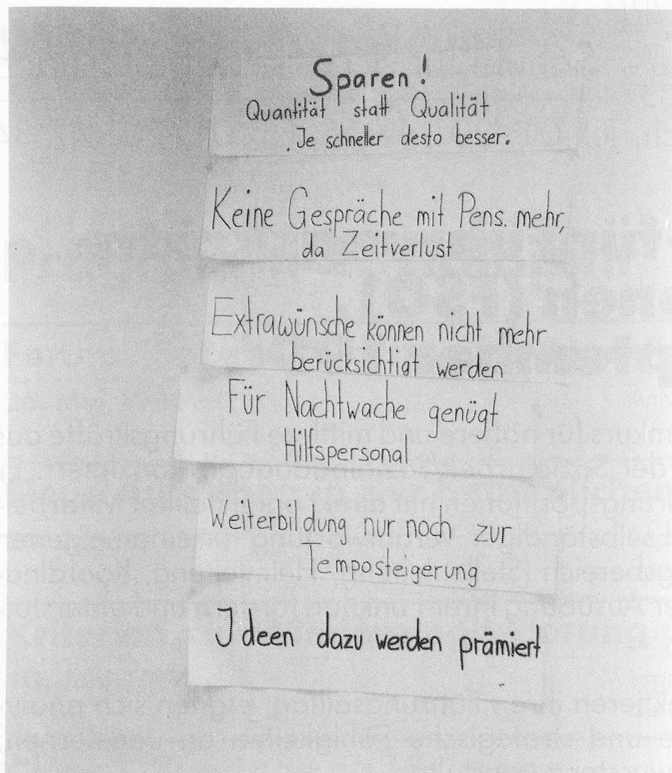 Sparen!
Quantität statt Qualität
Je schneller desto besser.
Keine Gespräche mit Pens. mehr,
da Zeitverlust
Extrawünsche können nicht mehr
berücksichtigt werden
Für Nachtwache genügt
Hilfspersonal
Weiterbildung nur noch zur
Temposteigerung
Ideen dazu werden prämiert